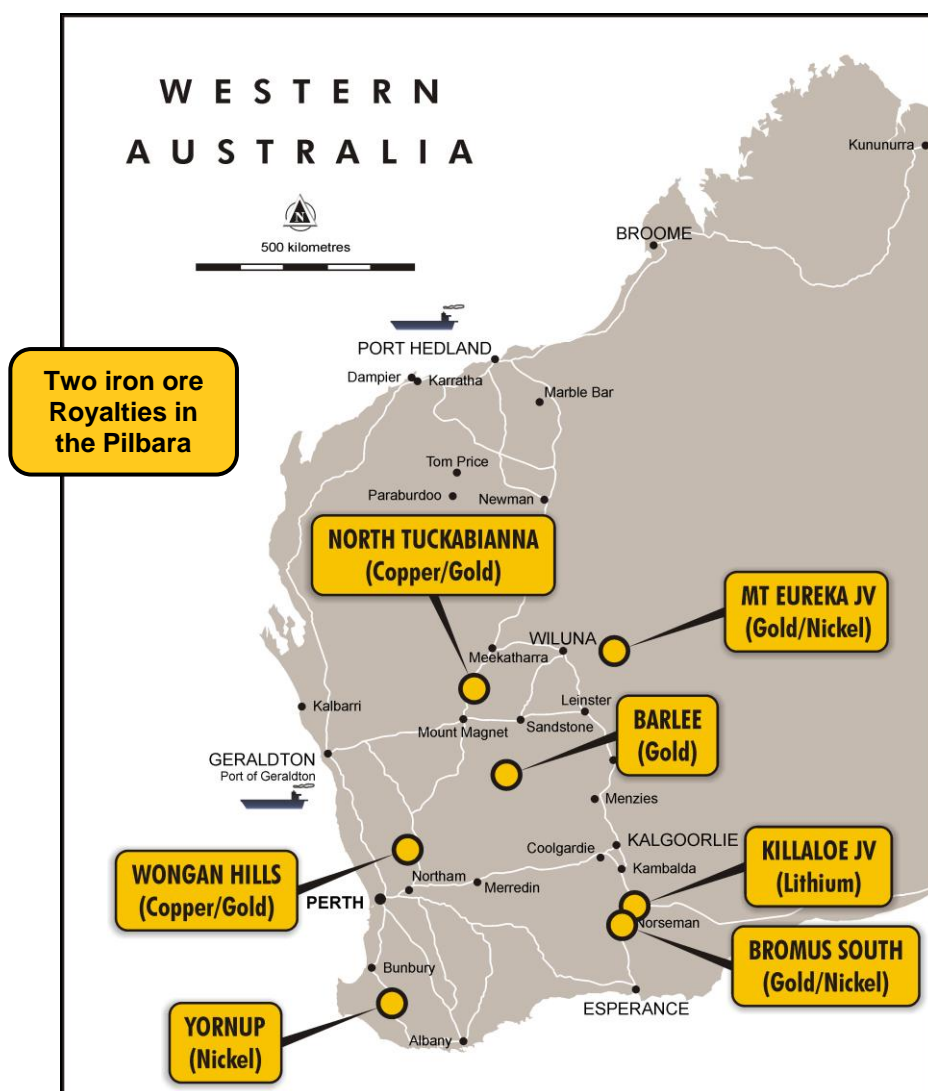 WESTERN
AUSTRALIA
N
500 kilometres
Kununurra
BROOME
PORT HEDLAND
Dampier
Karratha
Marble Bar
Two iron ore
Royalties in
the Pilbara
Tom Price
Paraburdoo
Newman
NORTH TUCKABIANNA
(Copper/Gold)
MT EUREKA JV
(Gold/Nickel)
WILUNA
Meekatharra
Kalbarri
Leinster
Mount Magnet
Sandstone
BARLEE
(Gold)
GERALDTON
Port of Geraldton
Menzies
KALGOORLIE
Coolgardie
Kambalda
WONGAN HILLS
(Copper/Gold)
Northam
Merredin
PERTH
KILLALOE JV
(Lithium)
Norseman
BROMUS SOUTH
(Gold/Nickel)
Bunbury
ESPERANCE
YORNUP
(Nickel)
Albany